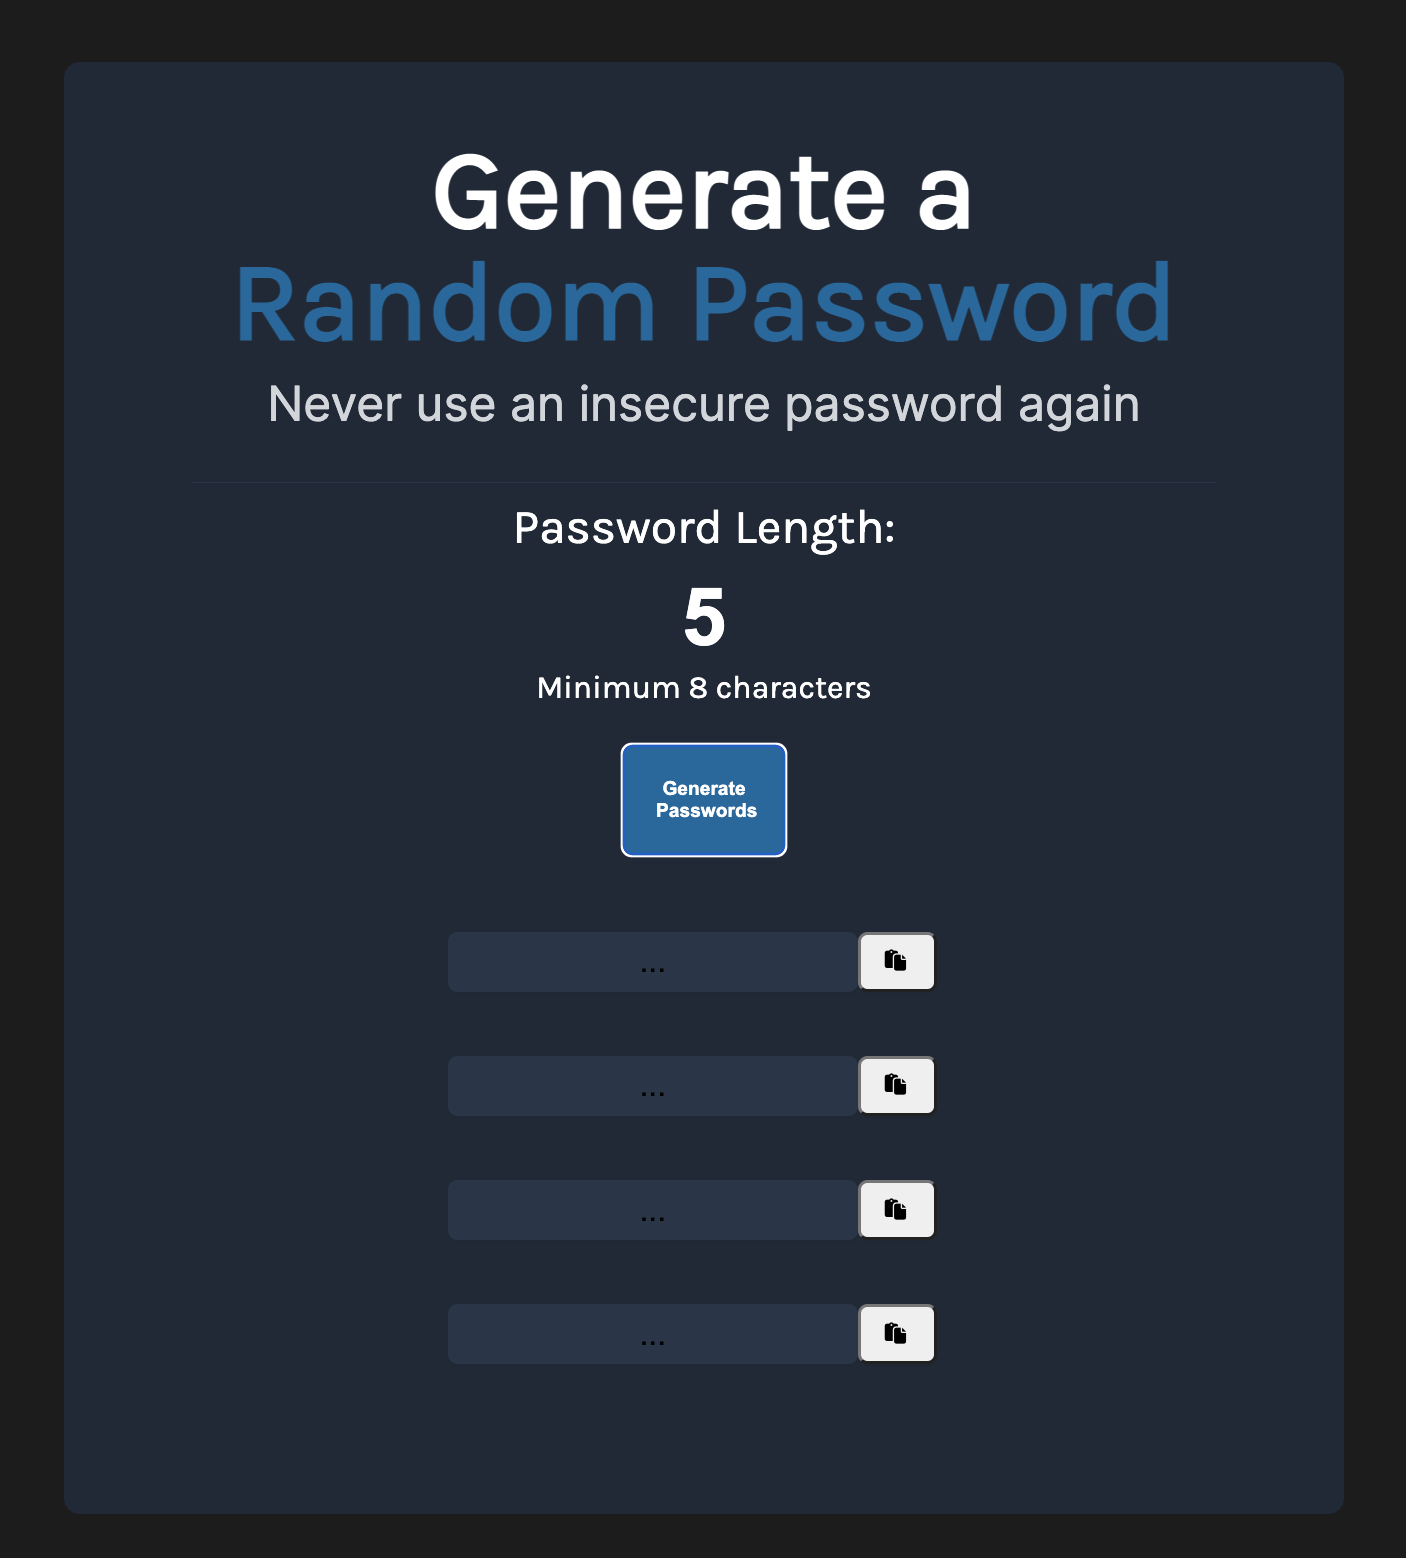 Generate a
Random Password
Never use an insecure password again
Password Length:
5
Minimum 8 characters
Generate
Passwords
...
...
...
...